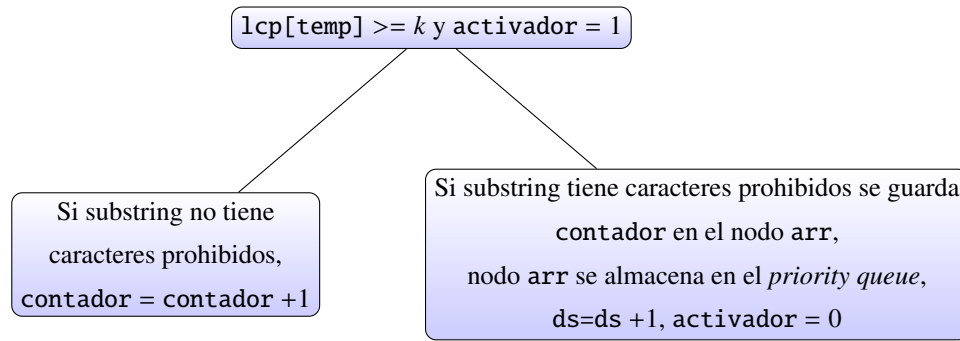 lcp[temp] >= k y activador = 1
Si substring no tiene
caracteres prohibidos,
contador = contador +1
Si substring tiene caracteres prohibidos se guarda
contador en el nodo arr,
nodo arr se almacena en el priority queue,
ds=ds +1, activador = 0